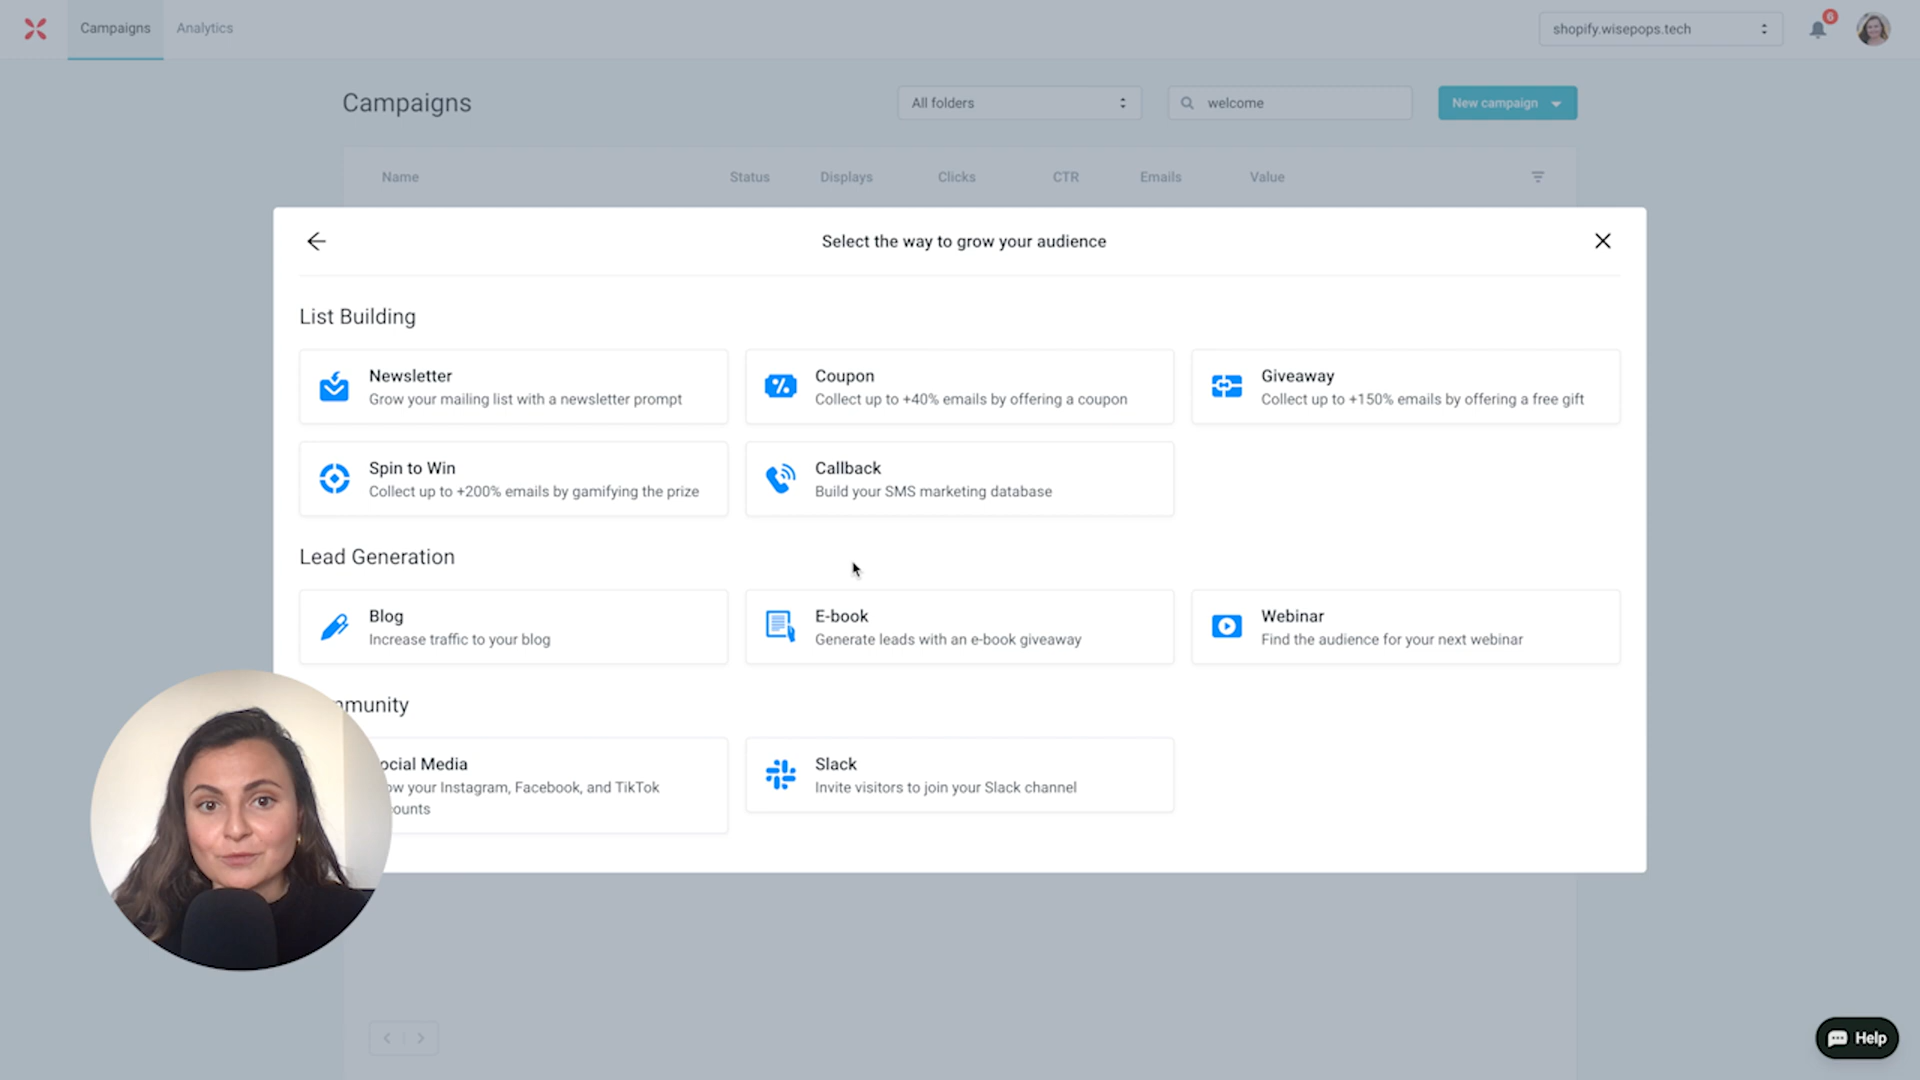 Campaigns
Analytics
shopify.wisepops.tech
6
Campaigns
All folders
welcome
New campaign
Name
Status
Displays
Clicks
CTR
Emails
Value
Select the way to grow your audience
List Building
Newsletter
Grow your mailing list with a newsletter prompt
Coupon
Collect up to +40% emails by offering a coupon
Giveaway
Collect up to +150% emails by offering a free gift
Spin to Win
Collect up to +200% emails by gamifying the prize
Callback
Build your SMS marketing database
Lead Generation
Blog
Increase traffic to your blog
E-book
Generate leads with an e-book giveaway
Webinar
Find the audience for your next webinar
mmunity
ocial Media
ow your Instagram, Facebook, and TikTok
ounts
Slack
Invite visitors to join your Slack channel
Help